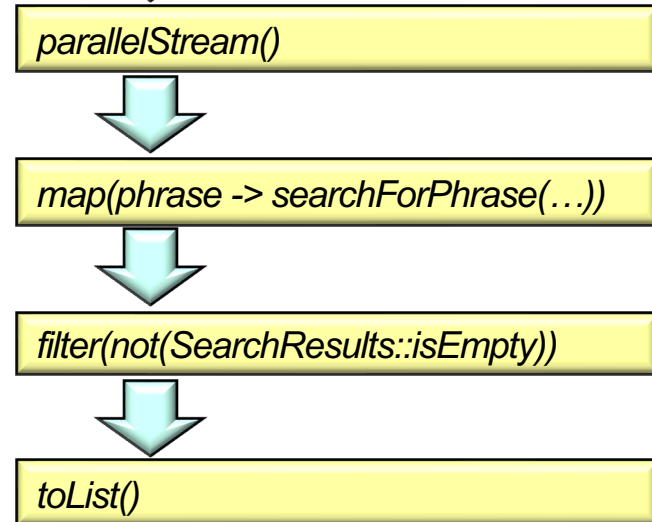 parallelStream()
map(phrase -> searchForPhrase(…))
filter(not(SearchResults::isEmpty))
toList()